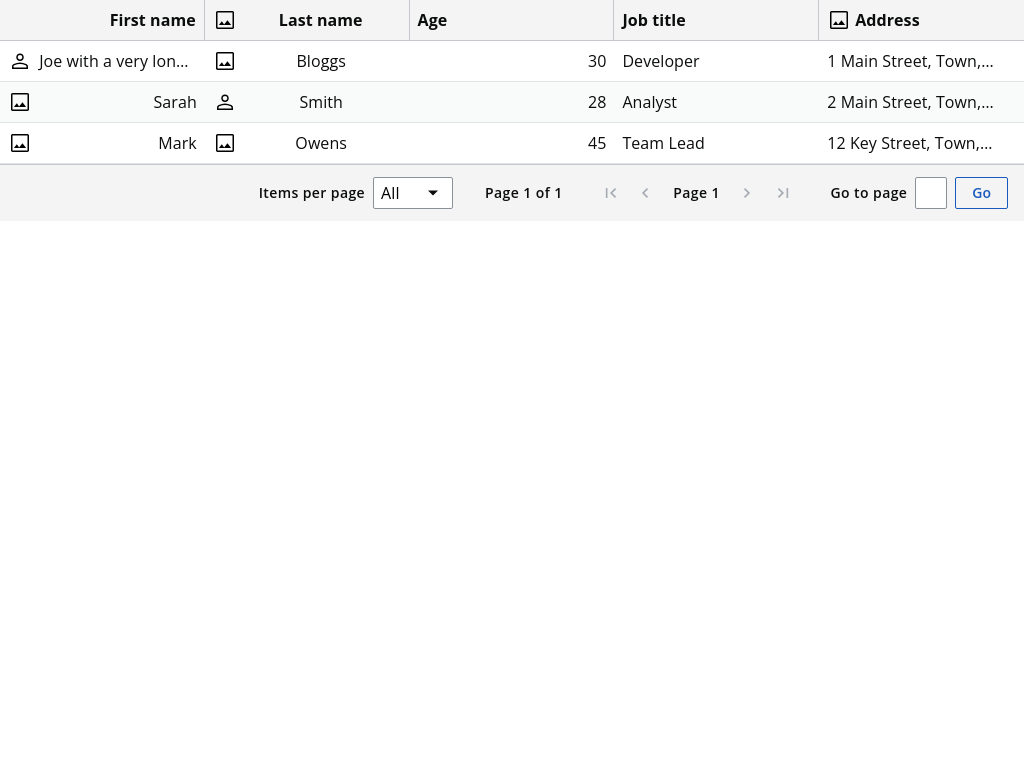 First name Last name Age Job title Address
Joe with a very lon... Bloggs 30 Developer 1 Main Street, Town,...
Sarah Smith 28 Analyst 2 Main Street, Town,...
Mark Owens 45 Team Lead 12 Key Street, Town,...
Items per page All Page 1 of 1 Page 1 Go to page Go